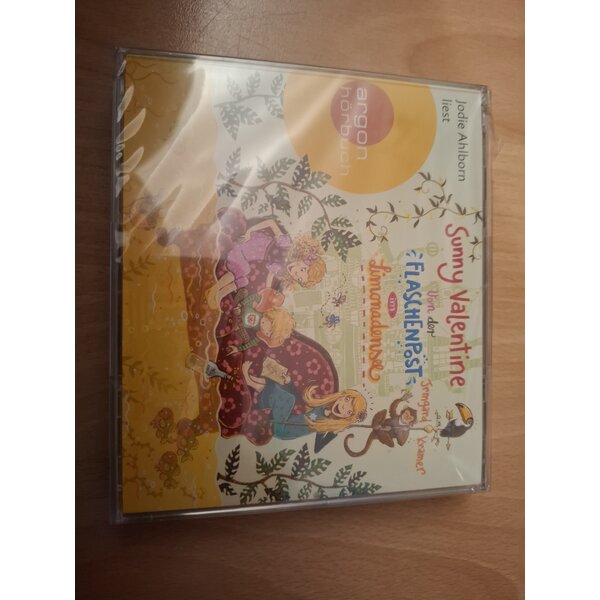 Jodie Ahlborn
liest
argon
hörbuch
Sunny Valentine
Von der
FLASCHENPOST
im
Limonadensee
Irmgard Kramer